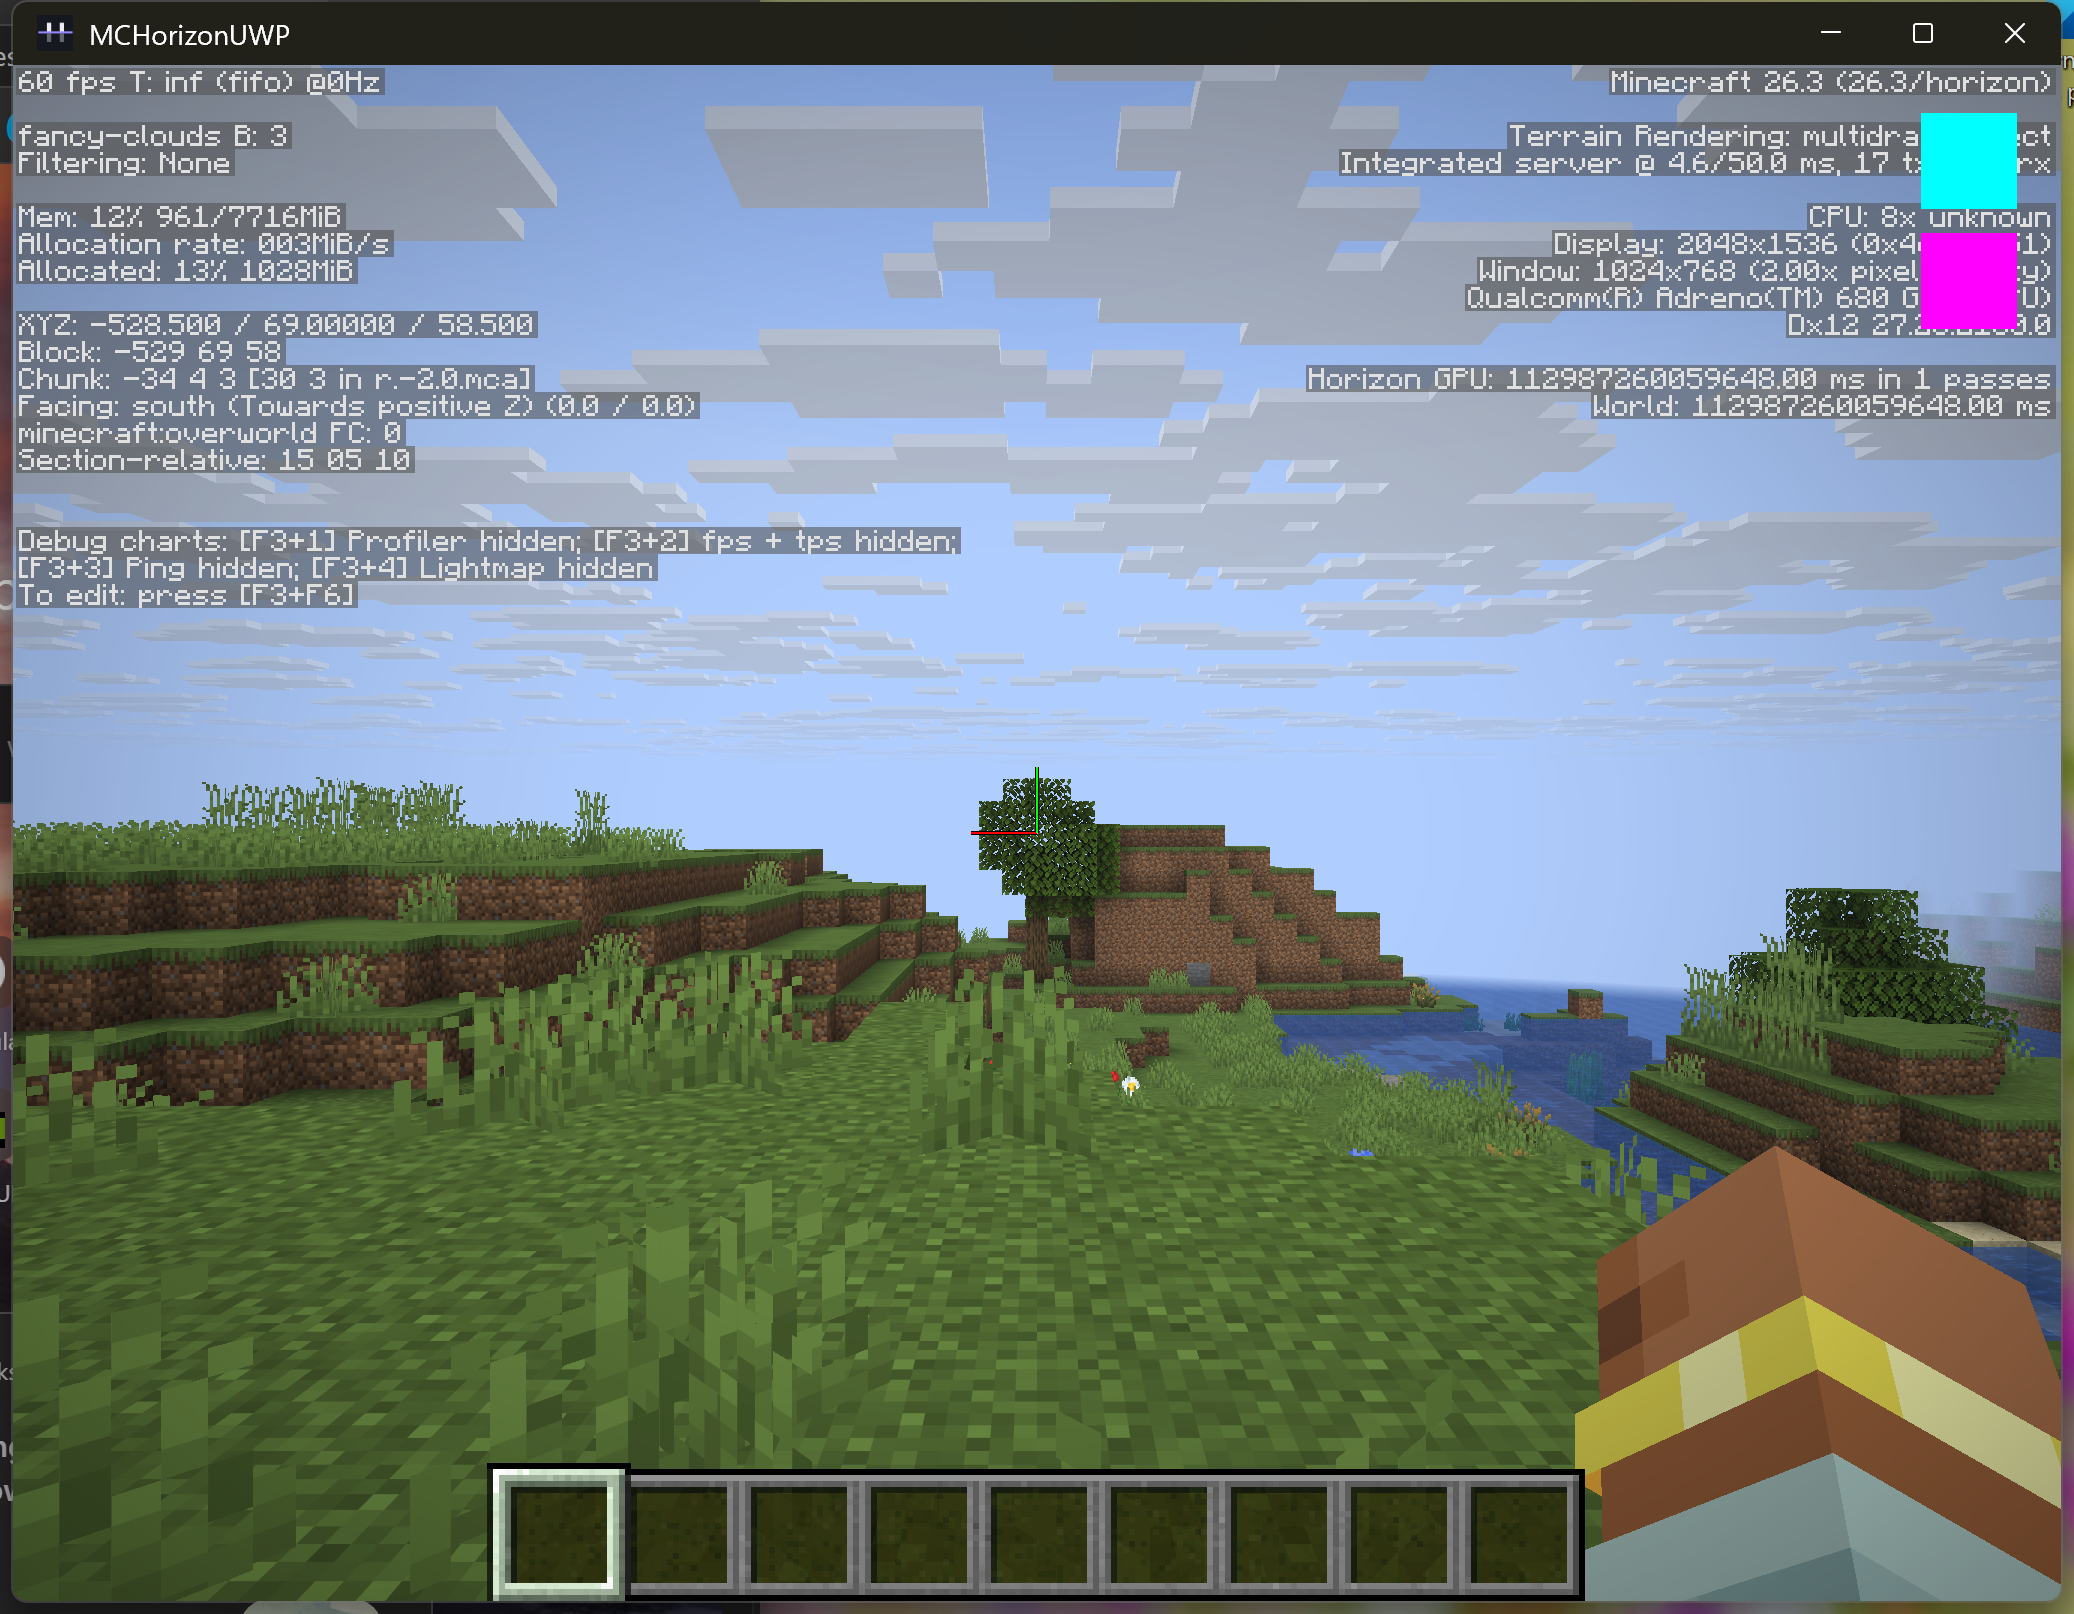 MCHorizonUWP
60 fps T: inf (fifo) @0Hz
fancy-clouds B: 3
Filtering: None
Mem: 12% 961/7716MiB
Allocation rate: 003MiB/s
Allocated: 13% 1028MiB
XYZ: -528.500 / 69.00000 / 58.500
Block: -529 69 58
Chunk: -34 4 3 [30 3 in r.-2.0.mca]
Facing: south (Towards positive Z) (0.0 / 0.0)
minecraft:overworld FC: 0
Section-relative: 15 05 10
Debug charts: [F3+1] Profiler hidden; [F3+2] fps + tps hidden;
[F3+3] Ping hidden; [F3+4] Lightmap hidden
To edit: press [F3+F6]
Minecraft 26.3 (26.3/horizon)
Terrain Rendering:
Integrated server @ 4.6/50.0 ms, 17 rx
CPU: 8x unknown
Display: 2048x1536
Window: 1024x768 (2.00x
Qualcomm(R) Adreno(TM) 680
Dx12
Horizon GPU: 112987260059648.00 ms in 1 passes
World: 112987260059648.00 ms